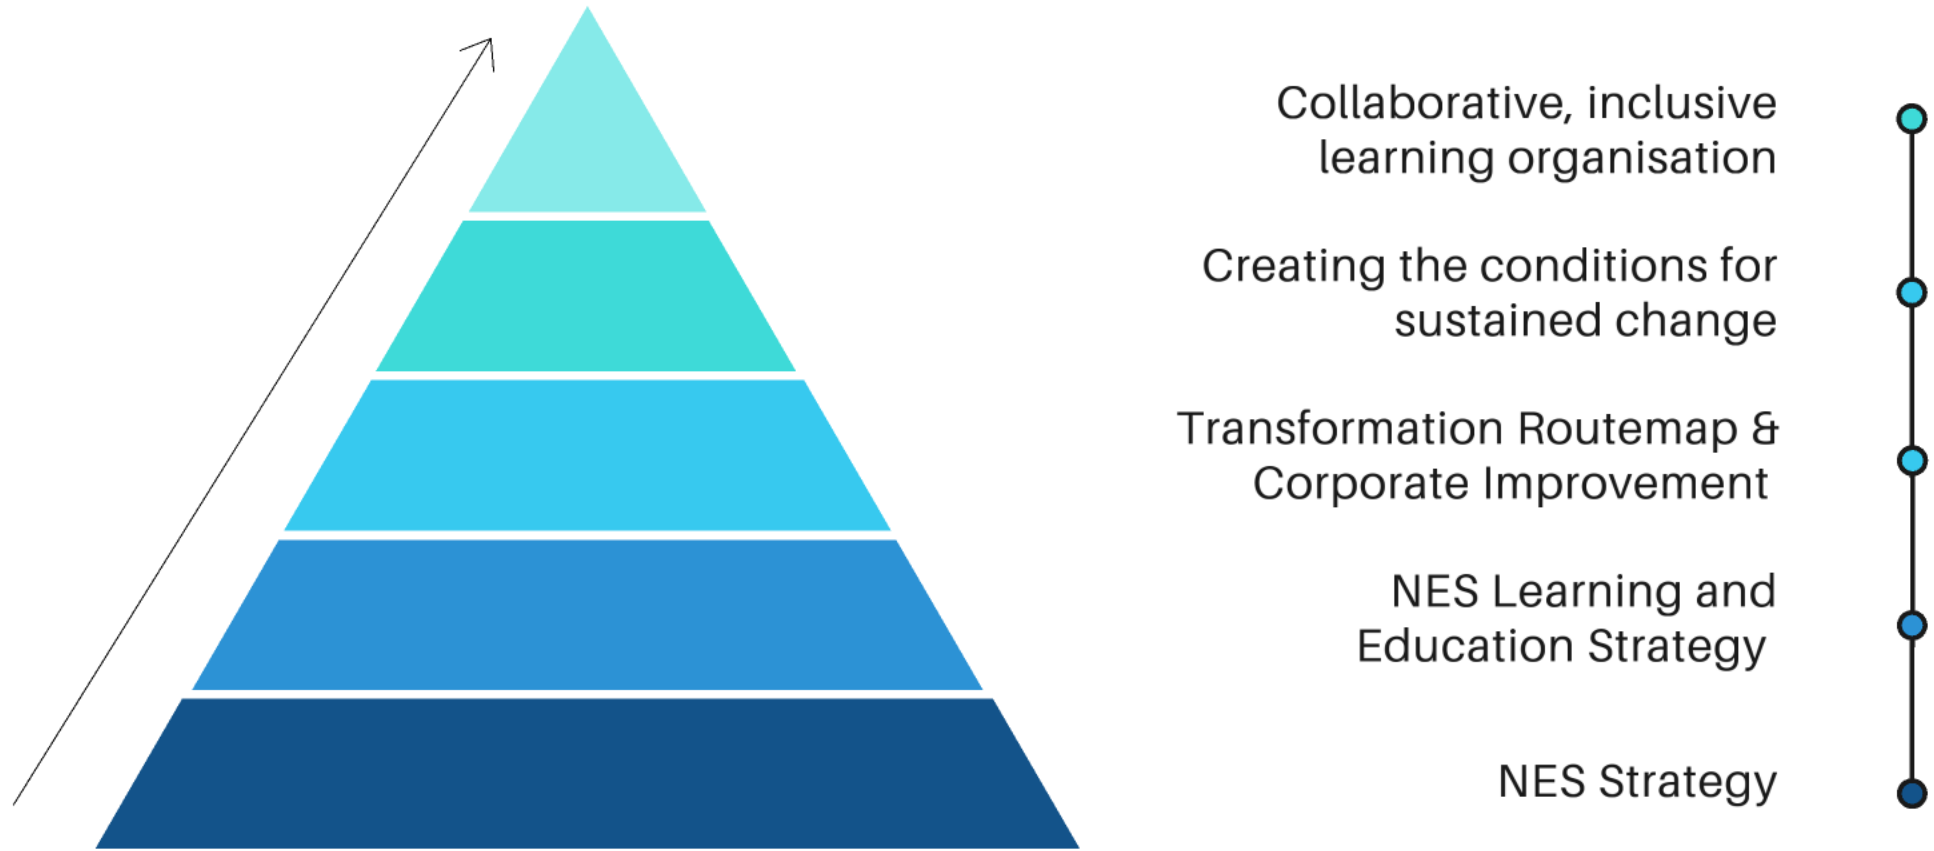 Collaborative, inclusive
learning organisation
Creating the conditions for
sustained change
Transformation Routemap &
Corporate Improvement
NES Learning and
Education Strategy
NES Strategy